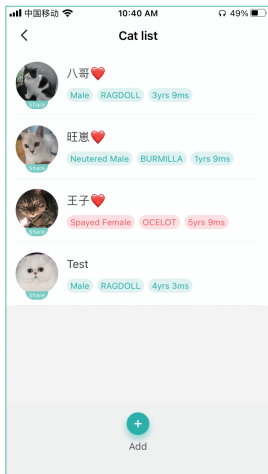 中国移动 10:40 AM 49%
Cat list
八哥❤️
Male RAGDOLL 3yrs 9ms
Share
旺崽❤️
Neutered Male BURMILLA 1yrs 9ms
Share
王子❤️
Spayed Female OCELOT 5yrs 9ms
Share
Test
Male RAGDOLL 4yrs 3ms
Share
Add